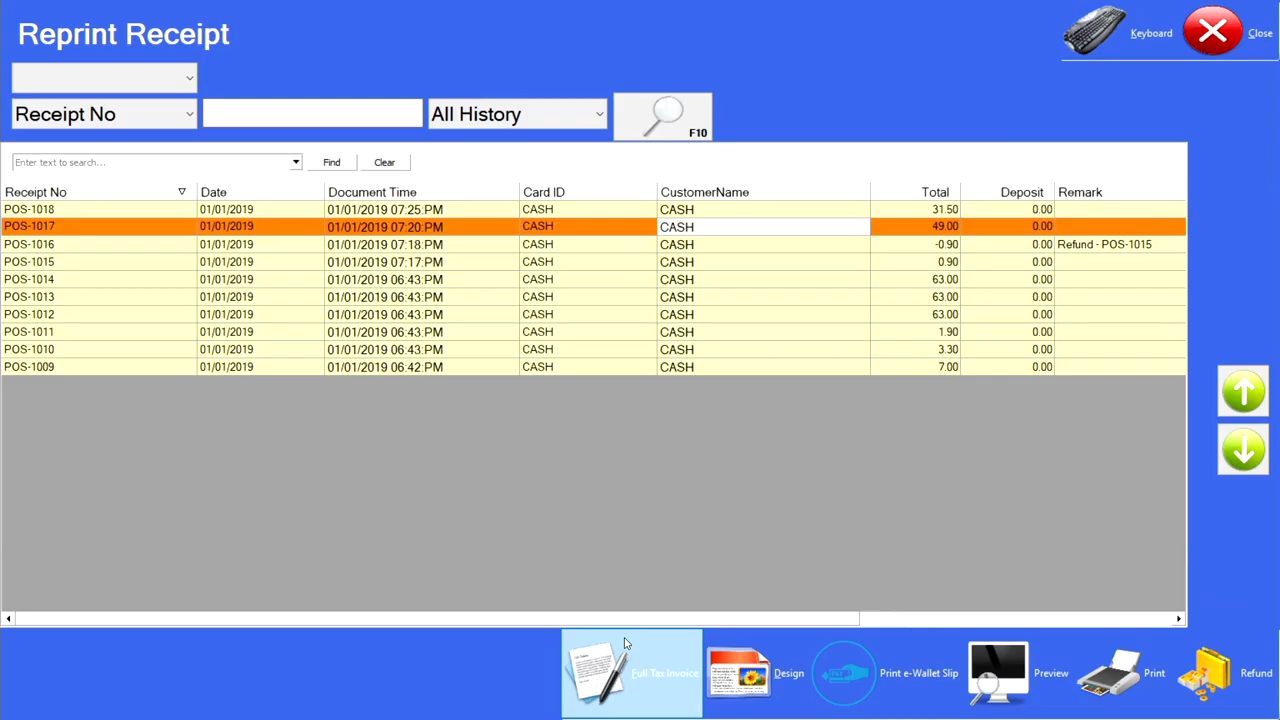 Reprint Receipt
Keyboard
Close
Receipt No
All History
F10
Enter text to search...
Find
Clear
Receipt No Date Document Time Card ID CustomerName Total Deposit Remark
POS-1018 01/01/2019 01/01/2019 07:25:PM CASH CASH 31.50 0.00
POS-1017 01/01/2019 01/01/2019 07:20:PM CASH CASH 49.00 0.00
POS-1016 01/01/2019 01/01/2019 07:18:PM CASH CASH -0.90 0.00 Refund - POS-1015
POS-1015 01/01/2019 01/01/2019 07:17:PM CASH CASH 0.90 0.00
POS-1014 01/01/2019 01/01/2019 06:43:PM CASH CASH 63.00 0.00
POS-1013 01/01/2019 01/01/2019 06:43:PM CASH CASH 63.00 0.00
POS-1012 01/01/2019 01/01/2019 06:43:PM CASH CASH 63.00 0.00
POS-1011 01/01/2019 01/01/2019 06:43:PM CASH CASH 1.90 0.00
POS-1010 01/01/2019 01/01/2019 06:43:PM CASH CASH 3.30 0.00
POS-1009 01/01/2019 01/01/2019 06:42:PM CASH CASH 7.00 0.00
Full Tax Invoice
Design
Print e-Wallet Slip
Preview
Print
Refund